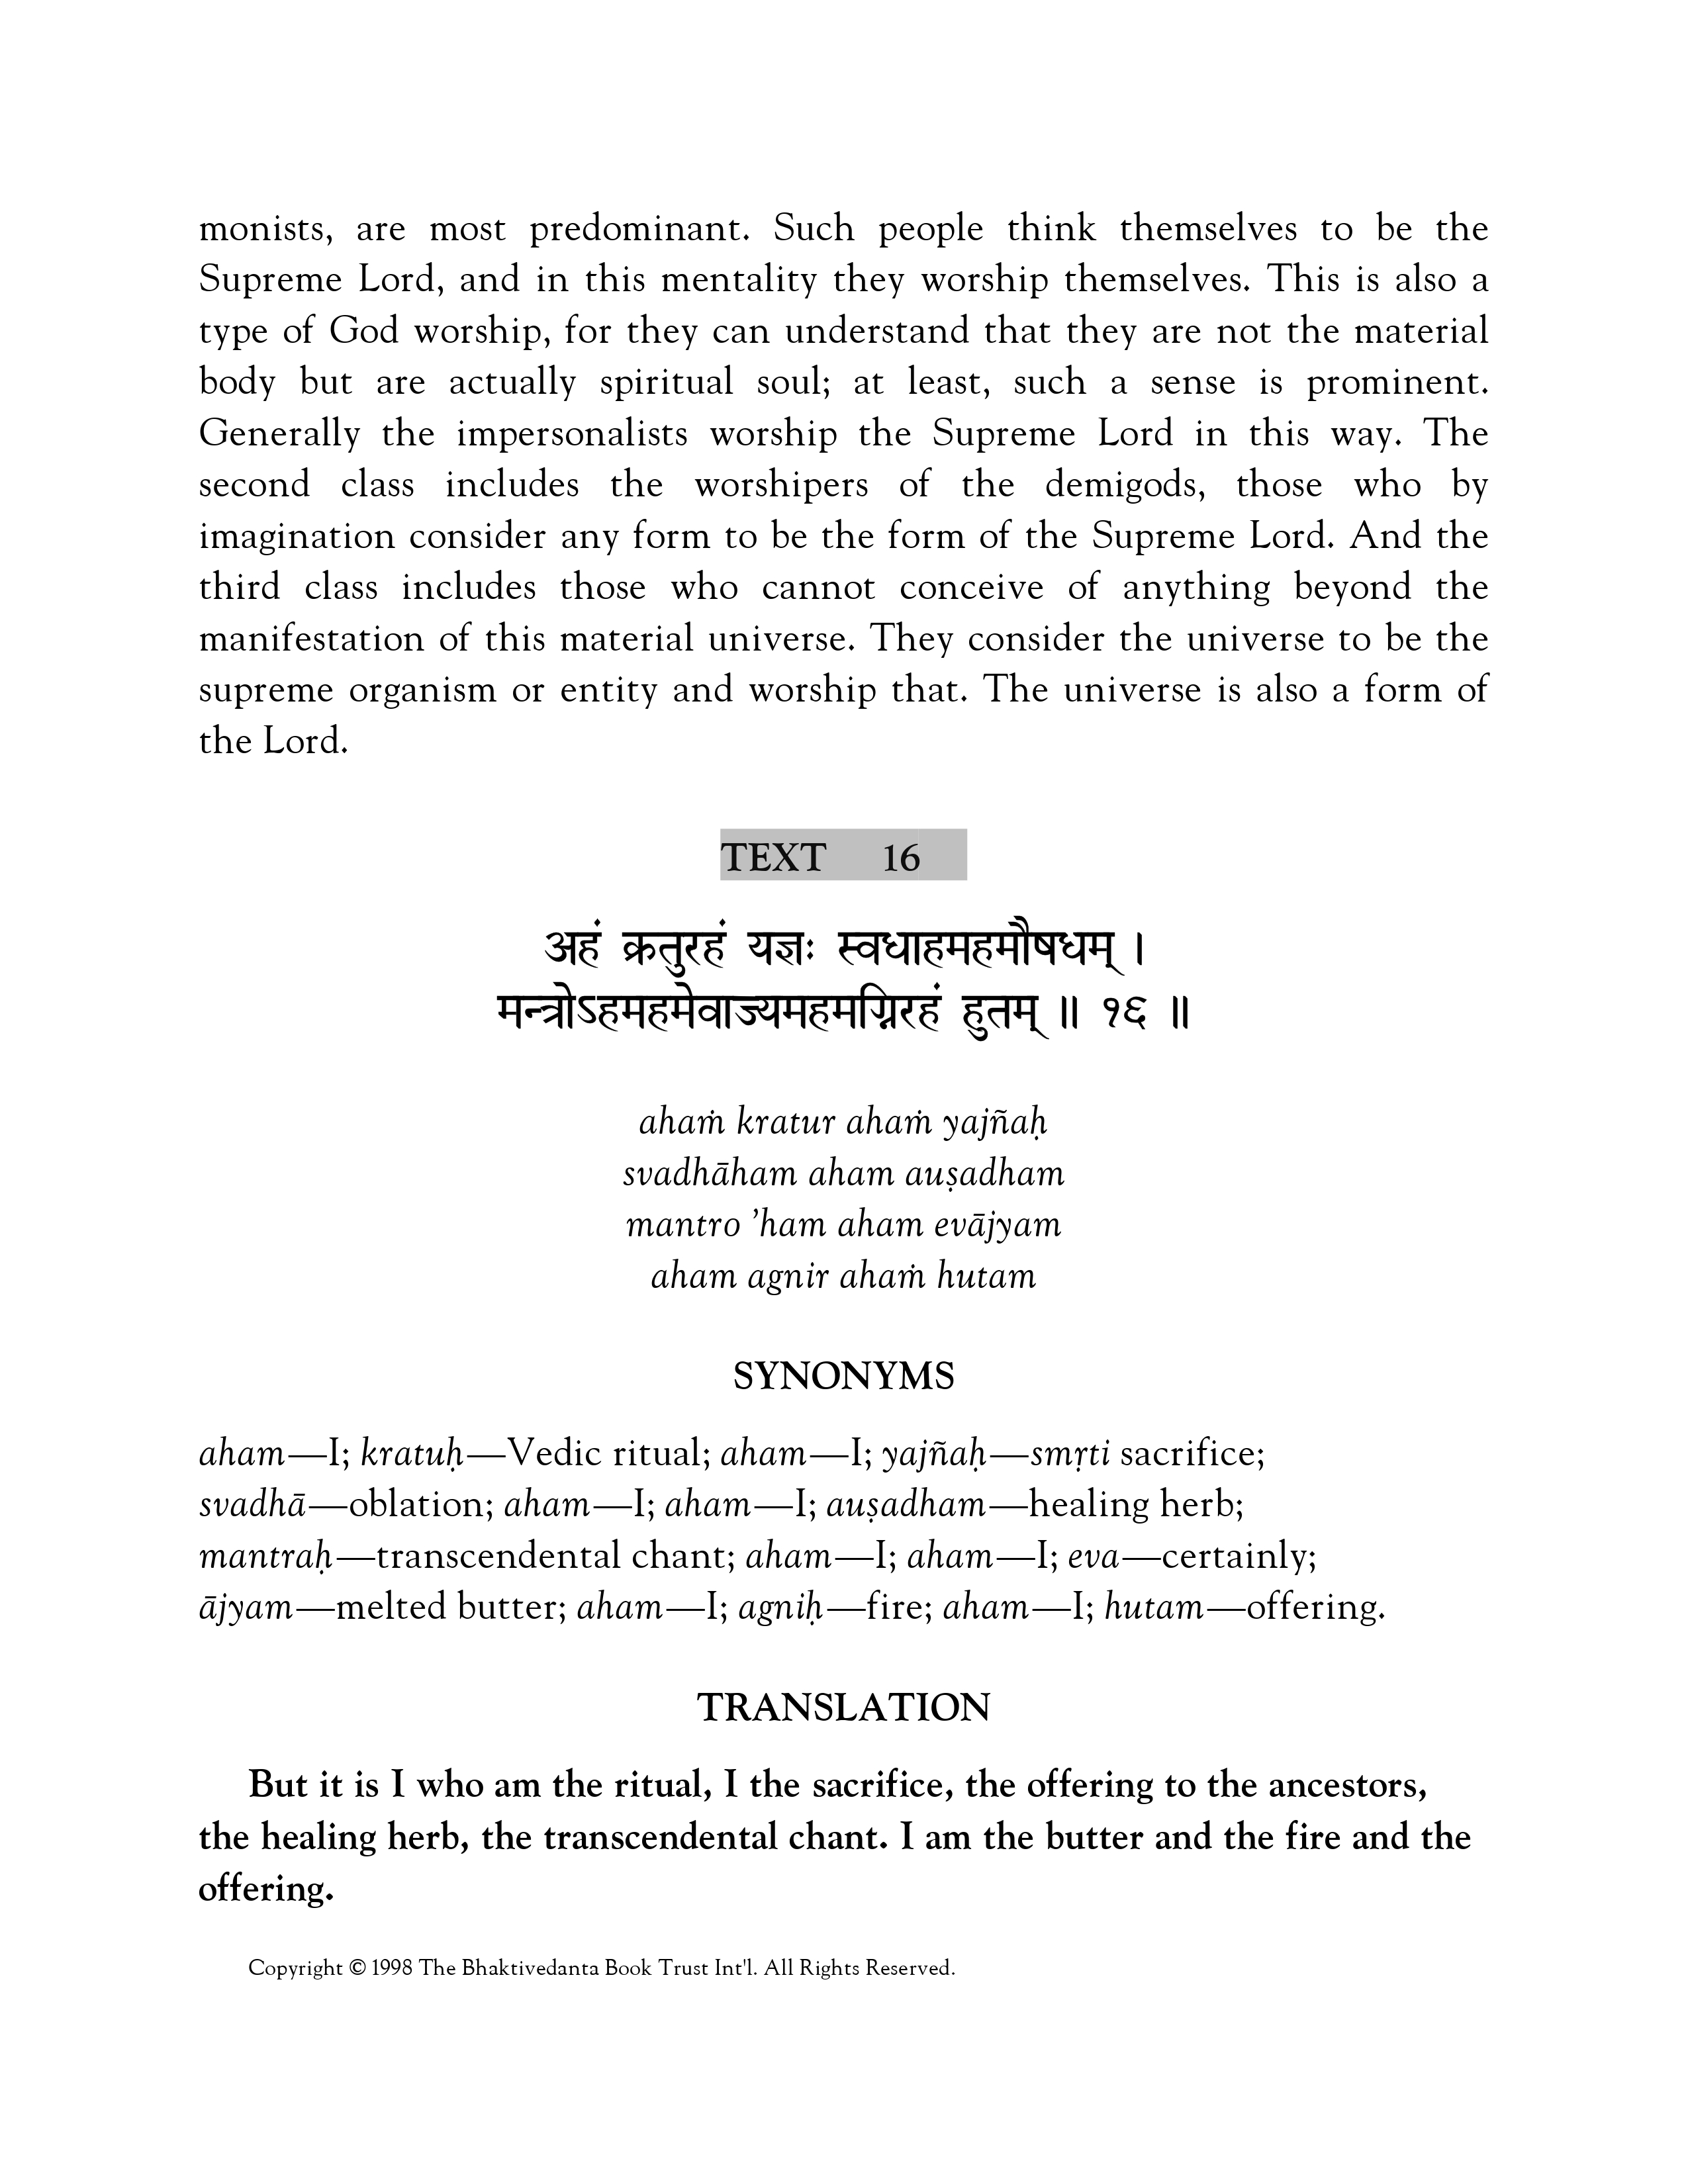 monists, are most predominant. Such people think themselves to be the
Supreme Lord, and in this mentality they worship themselves. This is also a
type of God worship, for they can understand that they are not the material
body but are actually spiritual soul; at least, such a sense is prominent.
Generally the impersonalists worship the Supreme Lord in this way. The
second class includes the worshipers of the demigods, those who by
imagination consider any form to be the form of the Supreme Lord. And the
third class includes those who cannot conceive of anything beyond the
manifestation of this material universe. They consider the universe to be the
supreme organism or entity and worship that. The universe is also a form of
the Lord.
TEXT 16
अहं क्रतुरहं यज्ञः स्वधाहमहमौषधम् ।
मन्त्रोऽहमहमेवाज्यमहमग्निरहं हुतम् ॥ १६ ॥
ahaṁ kratur ahaṁ yajñaḥ
svadhāham aham auṣadham
mantro ’ham aham evājyam
aham agnir ahaṁ hutam
SYNONYMS
aham—I; kratuḥ—Vedic ritual; aham—I; yajñaḥ—smṛti sacrifice;
svadhā—oblation; aham—I; aham—I; auṣadham—healing herb;
mantraḥ—transcendental chant; aham—I; aham—I; eva—certainly;
ājyam—melted butter; aham—I; agniḥ—fire; aham—I; hutam—offering.
TRANSLATION
But it is I who am the ritual, I the sacrifice, the offering to the ancestors,
the healing herb, the transcendental chant. I am the butter and the fire and the
offering.
Copyright © 1998 The Bhaktivedanta Book Trust Int'l. All Rights Reserved.